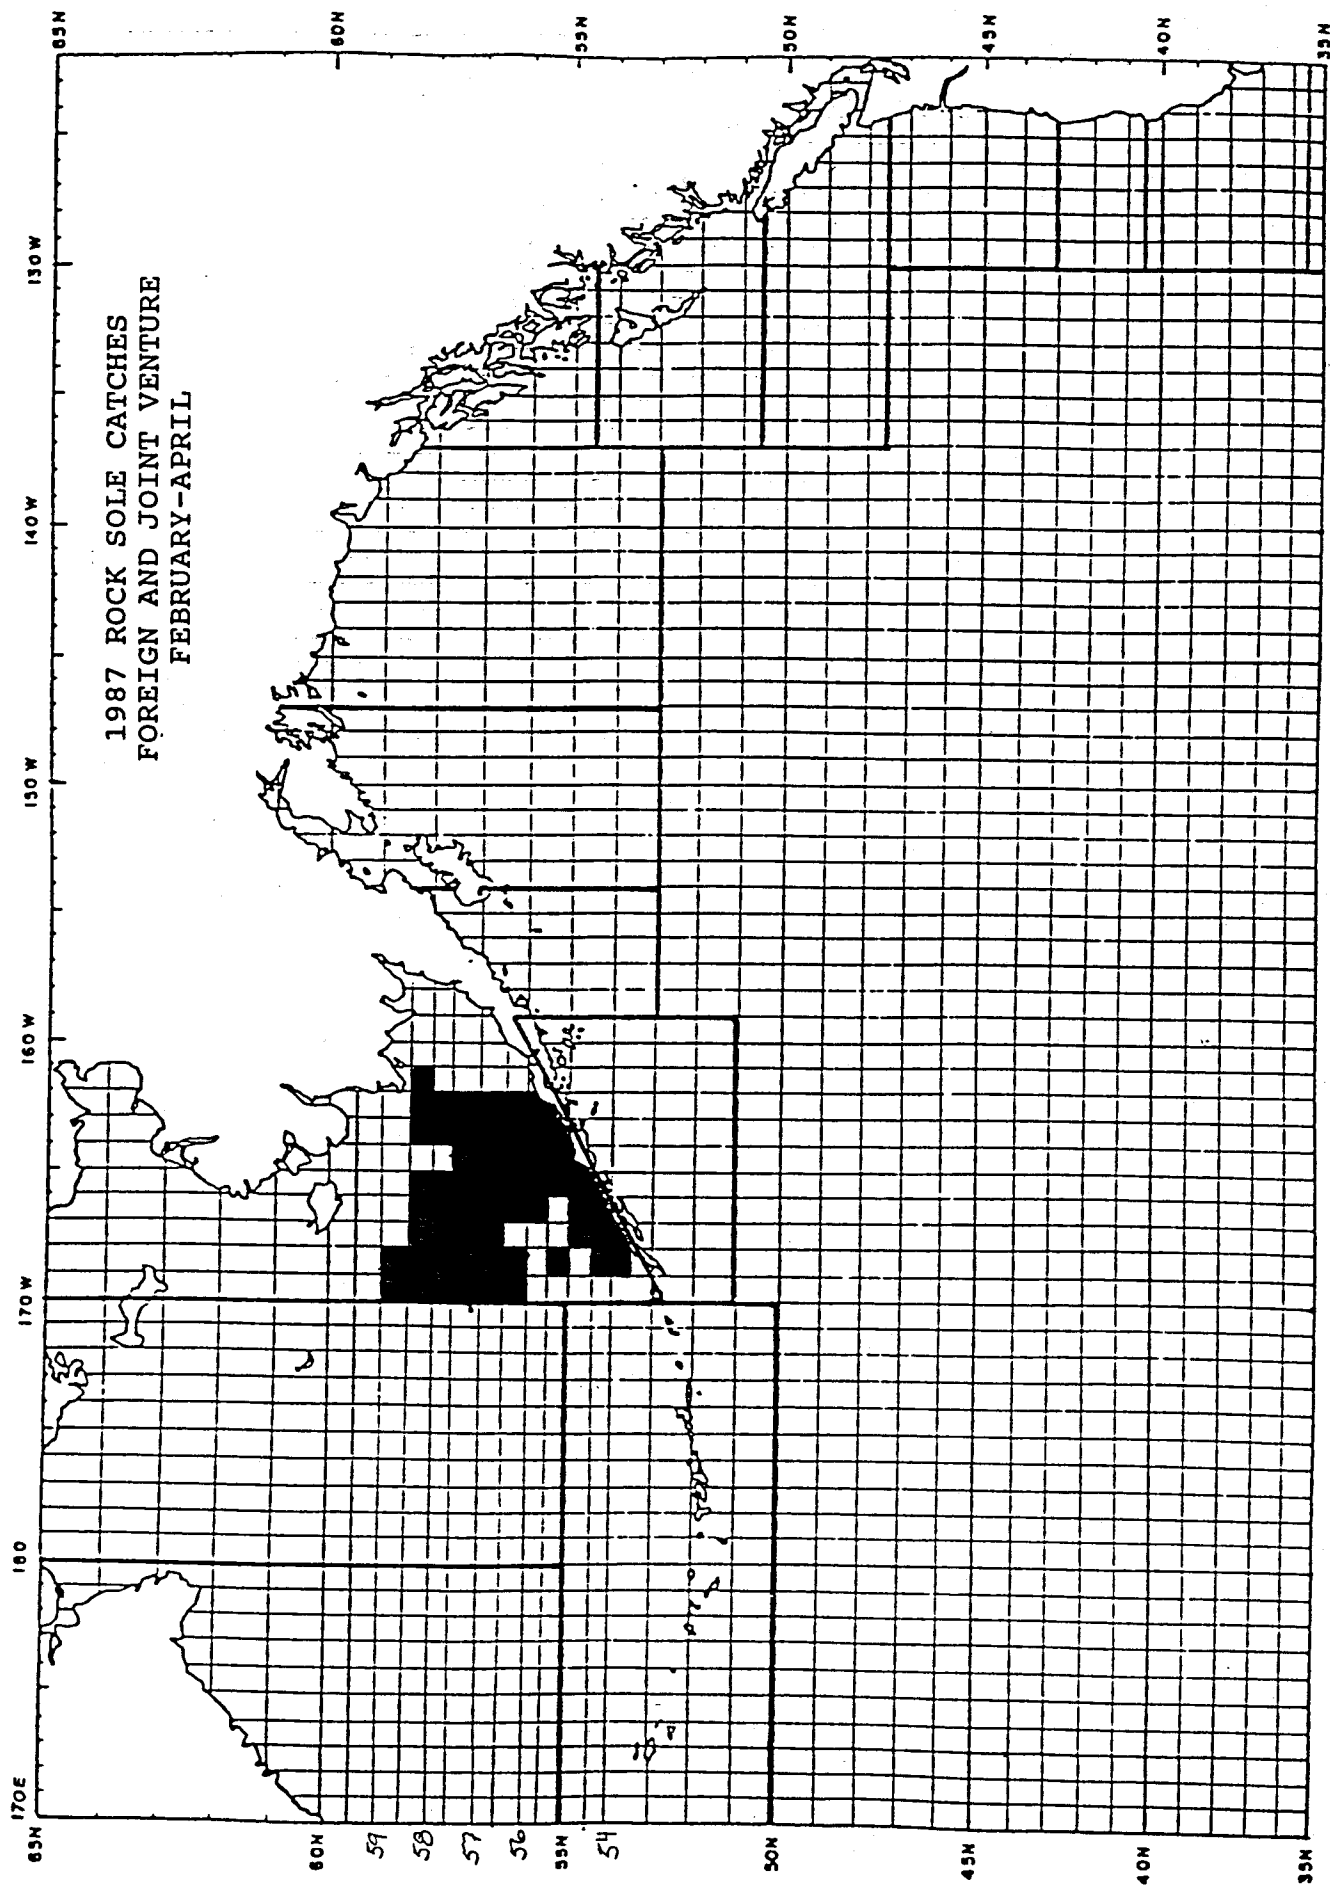 1987 ROCK SOLE CATCHES
FOREIGN AND JOINT VENTURE
FEBRUARY-APRIL
170E
180
170W
160W
150W
140W
130W
65N
60N
59
58
57
56
55N
54
50N
45N
40N
35N
65N
60N
55N
50N
45N
40N
35N